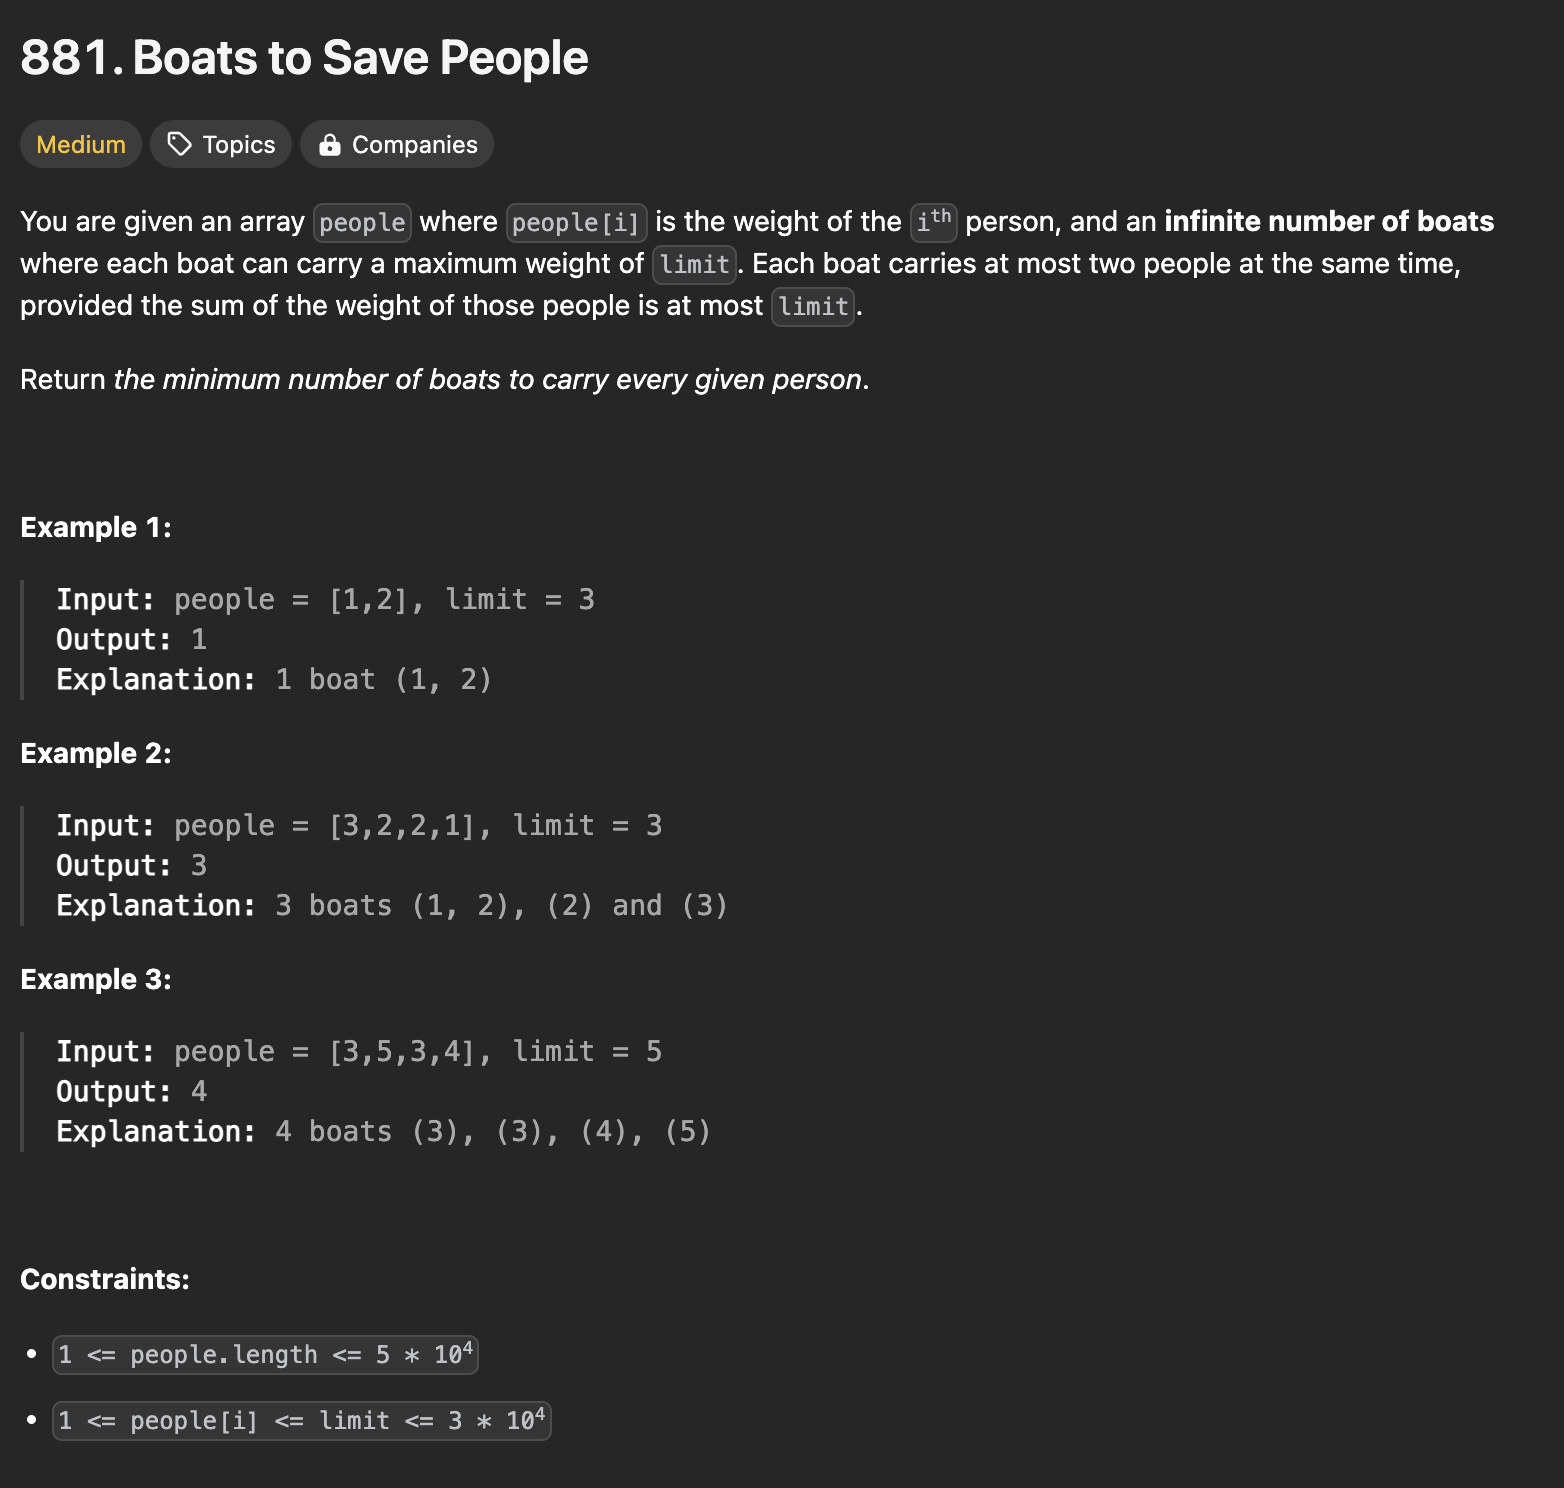 881. Boats to Save People
Medium Topics Companies
You are given an array people where people[i] is the weight of the ith person, and an infinite number of boats
where each boat can carry a maximum weight of limit. Each boat carries at most two people at the same time,
provided the sum of the weight of those people is at most limit.
Return the minimum number of boats to carry every given person.
Example 1:
Input: people = [1,2], limit = 3
Output: 1
Explanation: 1 boat (1, 2)
Example 2:
Input: people = [3,2,2,1], limit = 3
Output: 3
Explanation: 3 boats (1, 2), (2) and (3)
Example 3:
Input: people = [3,5,3,4], limit = 5
Output: 4
Explanation: 4 boats (3), (3), (4), (5)
Constraints:
• 1 <= people.length <= 5 * 10⁴
• 1 <= people[i] <= limit <= 3 * 10⁴